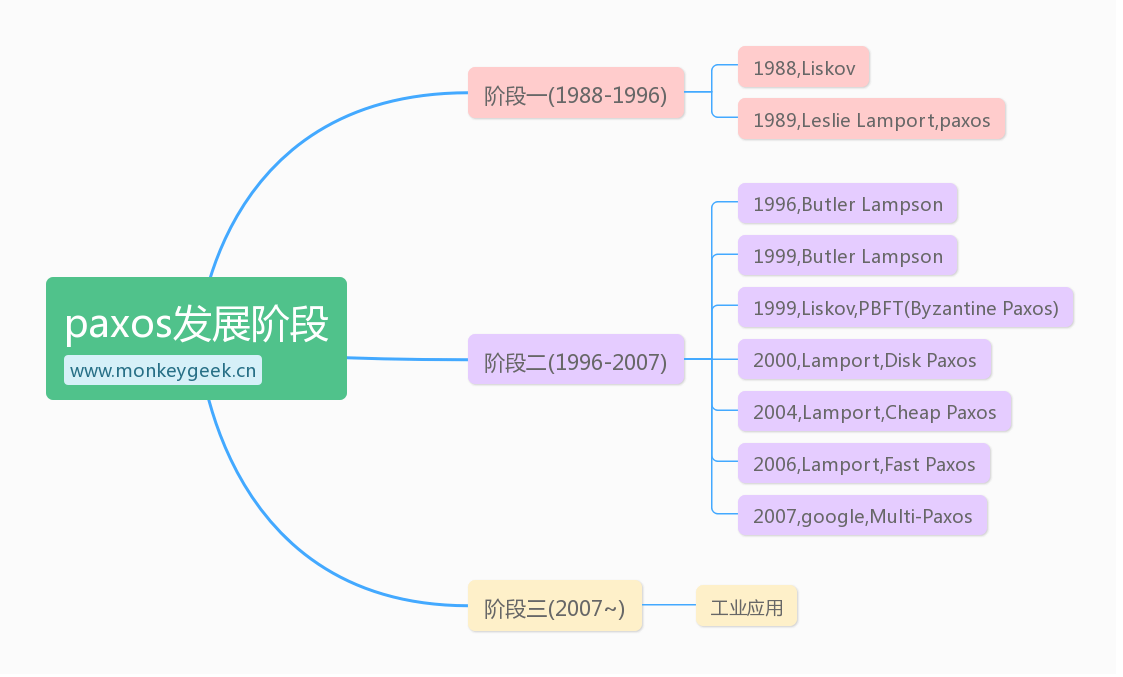 paxos发展阶段
www.monkeygeek.cn
阶段一(1988-1996)
1988,Liskov
1989,Leslie Lamport,paxos
阶段二(1996-2007)
1996,Butler Lampson
1999,Butler Lampson
1999,Liskov,PBFT(Byzantine Paxos)
2000,Lamport,Disk Paxos
2004,Lamport,Cheap Paxos
2006,Lamport,Fast Paxos
2007,google,Multi-Paxos
阶段三(2007~)
工业应用